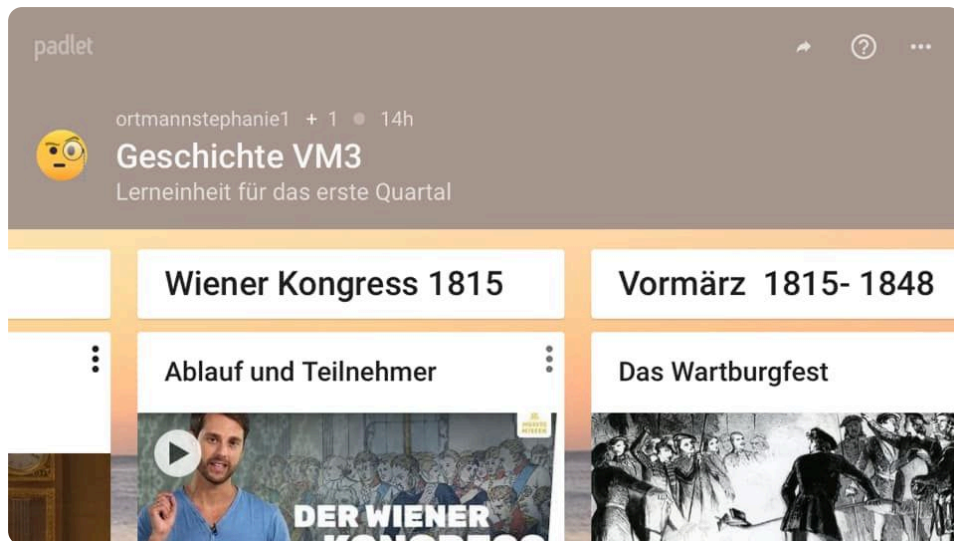 padlet
ortmannstephanie1 + 1 • 14h
Geschichte VM3
Lerneinheit für das erste Quartal
Wiener Kongress 1815
Vormärz 1815- 1848
Ablauf und Teilnehmer
Das Wartburgfest
DER WIENER
KONGRESS